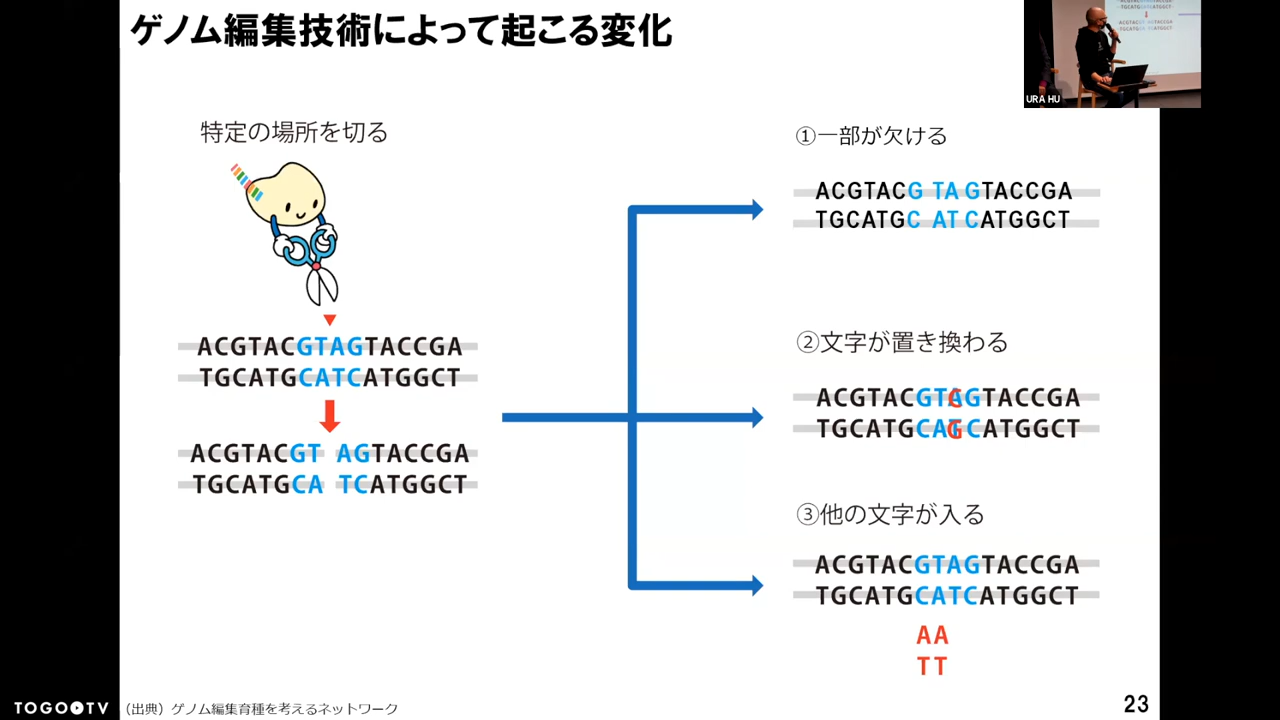 ゲノム編集技術によって起こる変化
URA HU
特定の場所を切る
ACGTACGTAGTACCGA
TGCATGCATCATGGCT
ACGTACGT AGTACCGA
TGCATGCA TCATGGCT
①一部が欠ける
ACGTACG TA GTACCGA
TGCATGC AT CATGGCT
②文字が置き換わる
ACGTACGTAGTACCGA
C
TGCATGCATCATGGCT
G
③他の文字が入る
ACGTACGTAGTACCGA
TGCATGCATCATGGCT
AA
TT
TOGOTV
（出典）ゲノム編集育種を考えるネットワーク
23